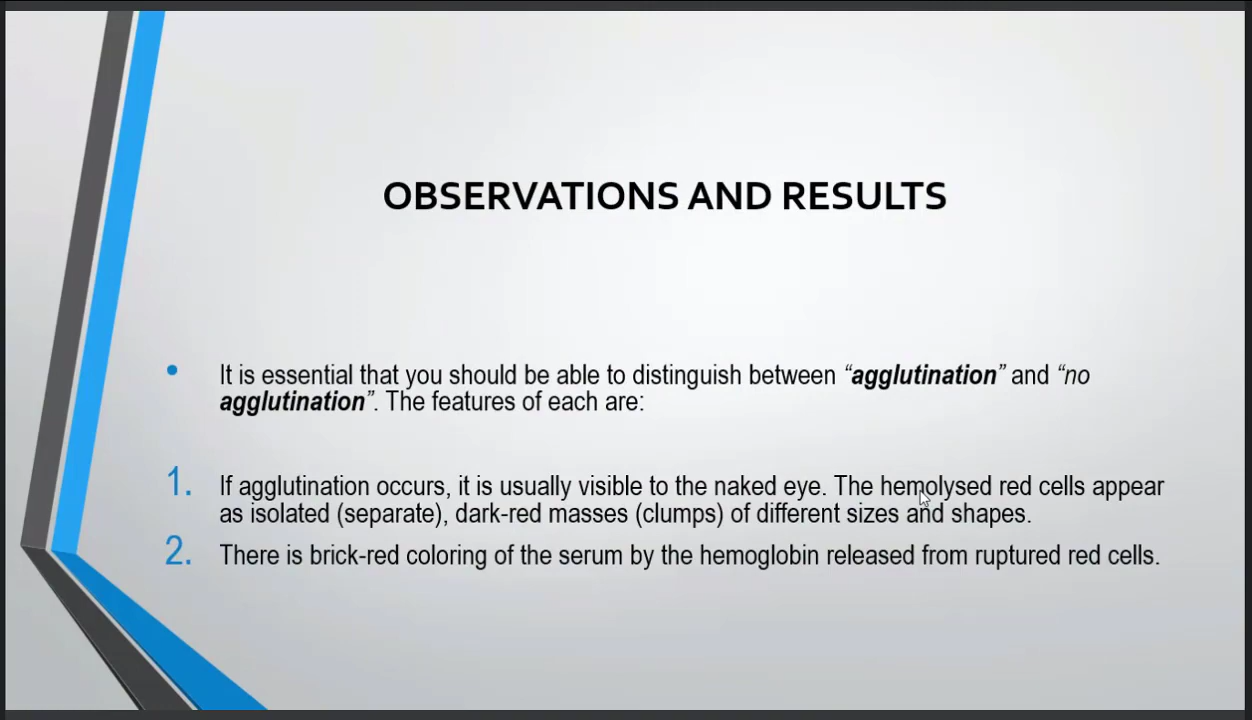 OBSERVATIONS AND RESULTS
• It is essential that you should be able to distinguish between “agglutination” and “no
agglutination”. The features of each are:
1. If agglutination occurs, it is usually visible to the naked eye. The hemolysed red cells appear
as isolated (separate), dark-red masses (clumps) of different sizes and shapes.
2. There is brick-red coloring of the serum by the hemoglobin released from ruptured red cells.